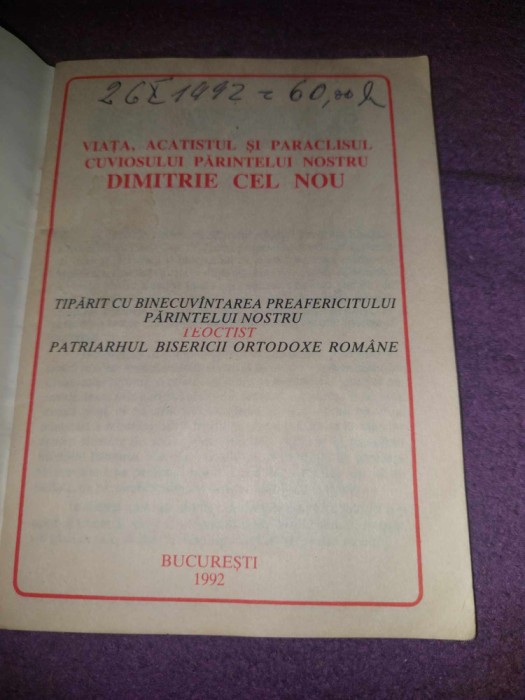 26 X 1992 = 60,00 l
VIAȚA, ACATISTUL ȘI PARACLISUL
CUVIOSULUI PĂRINTELUI NOSTRU
DIMITRIE CEL NOU
TIPĂRIT CU BINECUVÎNTAREA PREAFERICITULUI
PĂRINTELUI NOSTRU
TEOCTIST
PATRIARHUL BISERICII ORTODOXE ROMÂNE
BUCUREȘTI
1992